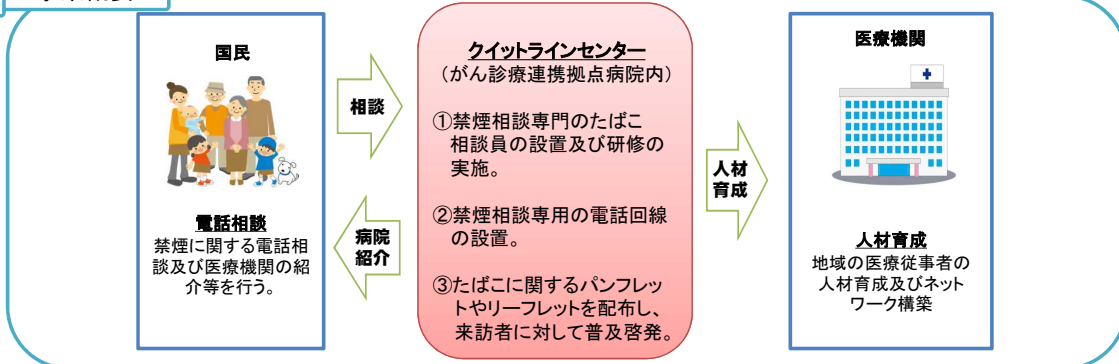 国民
電話相談
禁煙に関する電話相
談及び医療機関の紹
介等を行う。
相談
病院
紹介
クイットラインセンター
（がん診療連携拠点病院内）
①禁煙相談専門のたばこ
相談員の設置及び研修の
実施。
②禁煙相談専用の電話回線
の設置。
③たばこに関するパンフレッ
トやリーフレットを配布し、
来訪者に対して普及啓発。
人材
育成
医療機関
人材育成
地域の医療従事者の
人材育成及びネット
ワーク構築